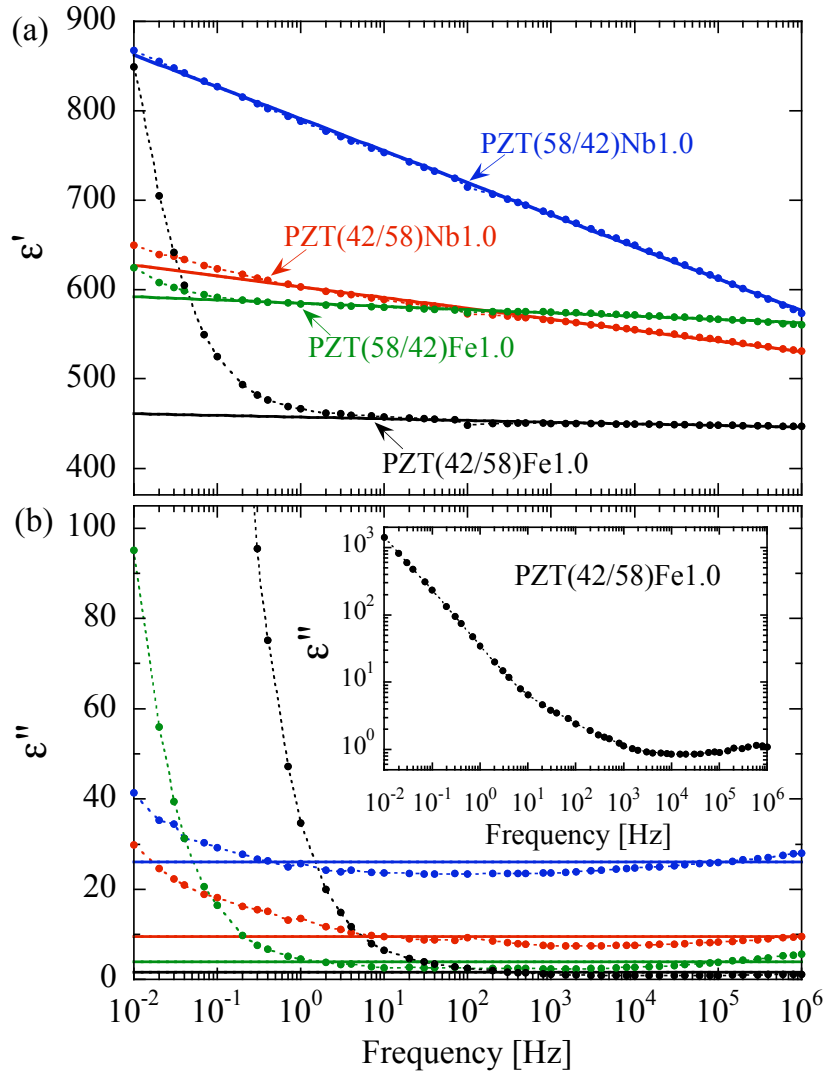 (a)
900
800
700
600
500
400
ε'
PZT(58/42)Nb1.0
PZT(42/58)Nb1.0
PZT(58/42)Fe1.0
PZT(42/58)Fe1.0
(b)
100
80
60
40
20
0
ε''
10⁻² 10⁻¹ 10⁰ 10¹ 10² 10³ 10⁴ 10⁵ 10⁶
Frequency [Hz]
PZT(42/58)Fe1.0
10³
10²
10¹
10⁰
ε''
10⁻² 10⁻¹ 10⁰ 10¹ 10² 10³ 10⁴ 10⁵ 10⁶
Frequency [Hz]